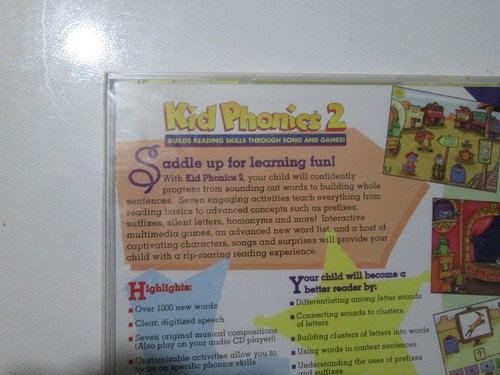 Kid Phonics™ 2
BUILDS READING SKILLS THROUGH SONG AND GAMES!
Saddle up for learning fun!
With Kid Phonics 2, your child will confidently
progress from sounding out words to building whole
sentences. Seven engaging activities teach everything from
reading basics to advanced concepts such as prefixes,
suffixes, silent letters, homonyms and more! Interactive
multimedia games, an advanced new word list, and a host of
captivating characters, songs and surprises will provide your
child with a rip-roaring reading experience.
Highlights:
Over 1000 new words
Clear, digitized speech
Seven original musical compositions
(Also play on your audio CD player!)
Customizable activities allow you to
focus on specific phonics skills
Your child will become a
better reader by:
Differentiating among letter sounds
Connecting sounds to clusters
of letters
Building clusters of letters into words
Using words in context sentences
Understanding the uses of prefixes
and suffixes
?